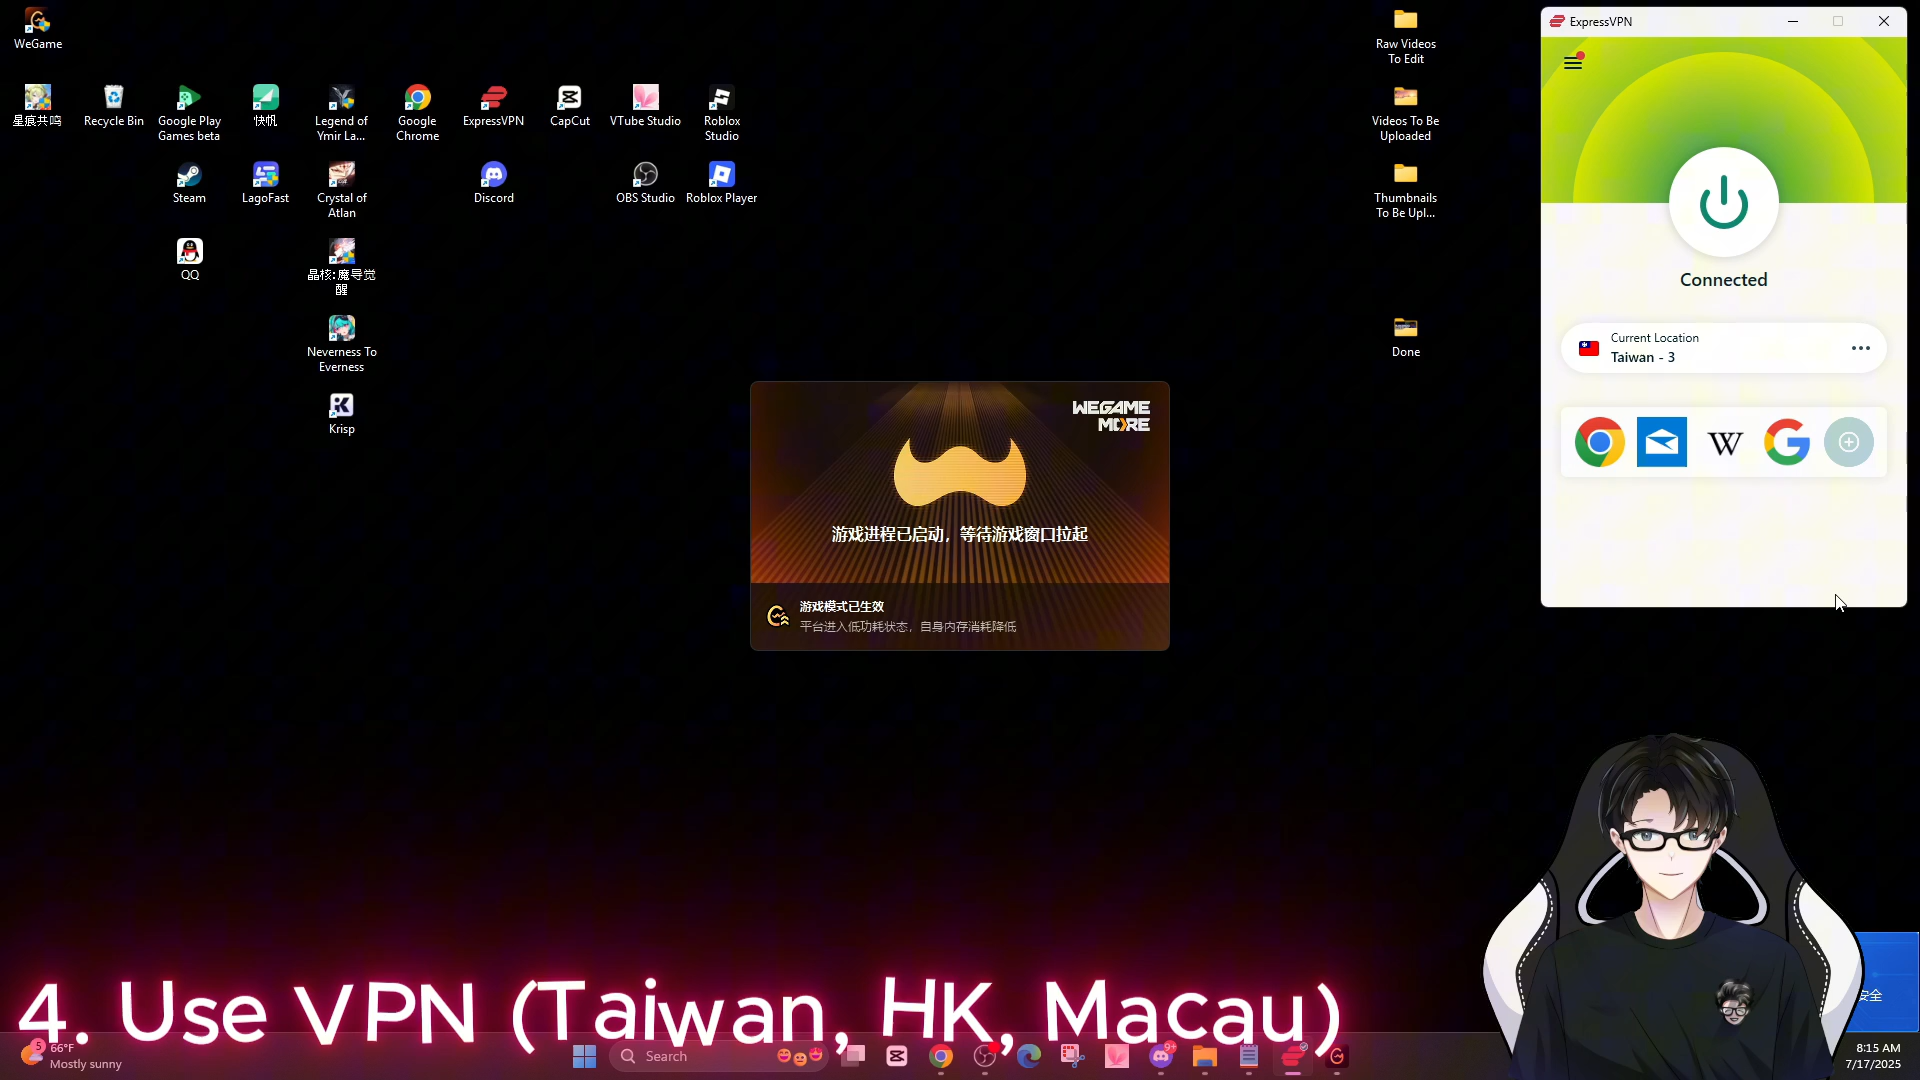 WeGame
星痕共鸣
Recycle Bin
Google Play
Games beta
快帆
Legend of
Ymir La...
Google
Chrome
ExpressVPN
CapCut
VTube Studio
Roblox
Studio
Steam
LagoFast
Crystal of
Atlan
Discord
OBS Studio
Roblox Player
QQ
晶核:魔导觉
醒
Neverness To
Everness
Krisp
Raw Videos
To Edit
Videos To Be
Uploaded
Thumbnails
To Be Upl...
Done
WEGAME
MORE
游戏进程已启动，等待游戏窗口拉起
游戏模式已生效
平台进入低功耗状态，自身内存消耗降低
ExpressVPN
Connected
Current Location
Taiwan - 3
W
安全
4. Use VPN (Taiwan, HK, Macau)
5
66°F
Mostly sunny
Search
9+
8:15 AM
7/17/2025